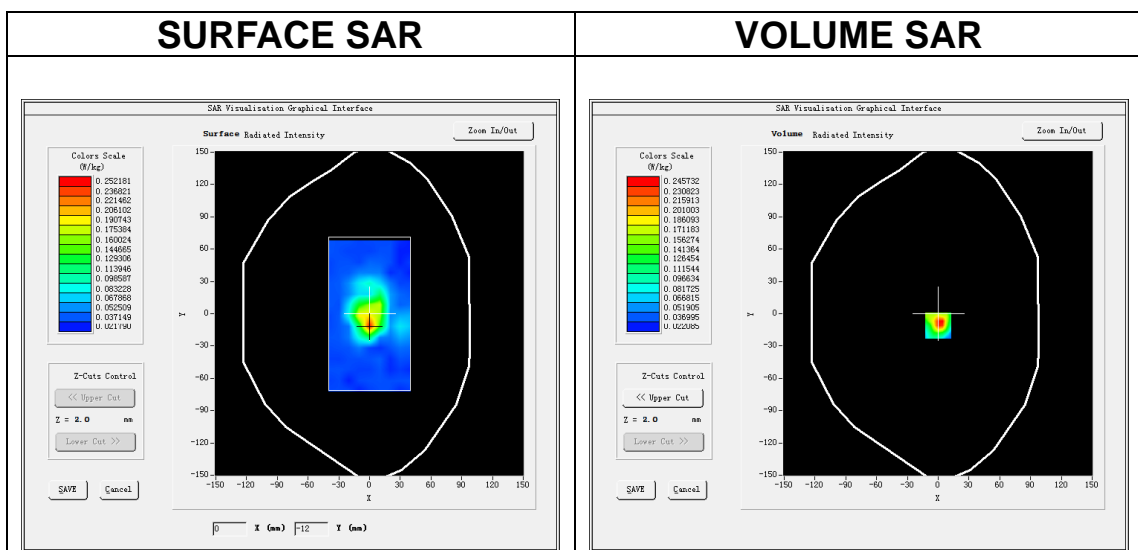 SURFACE SAR
VOLUME SAR
SAR Visualisation Graphical Interface
Surface Radiated Intensity
Zoom In/Out
Colors Scale
(W/kg)
0.252181
0.236821
0.221462
0.206102
0.190743
0.175384
0.160024
0.144665
0.129306
0.113946
0.098587
0.083228
0.067868
0.052509
0.037149
0.021790
150
120
90
60
30
0
-30
-60
-90
-120
-150
Y
-150 -120 -90 -60 -30 0 30 60 90 120 150
X
Z-Cuts Control
<< Upper Cut
Z = 2.0 mm
Lower Cut >>
SAVE Cancel
0 X (mm) -12 Y (mm)
SAR Visualisation Graphical Interface
Volume Radiated Intensity
Zoom In/Out
Colors Scale
(W/kg)
0.245732
0.230823
0.215913
0.201003
0.186093
0.171183
0.156274
0.141364
0.126454
0.111544
0.096634
0.081725
0.066815
0.051905
0.036995
0.022085
150
120
90
60
30
0
-30
-60
-90
-120
-150
Y
-150 -120 -90 -60 -30 0 30 60 90 120 150
X
Z-Cuts Control
<< Upper Cut
Z = 2.0 mm
Lower Cut >>
SAVE Cancel